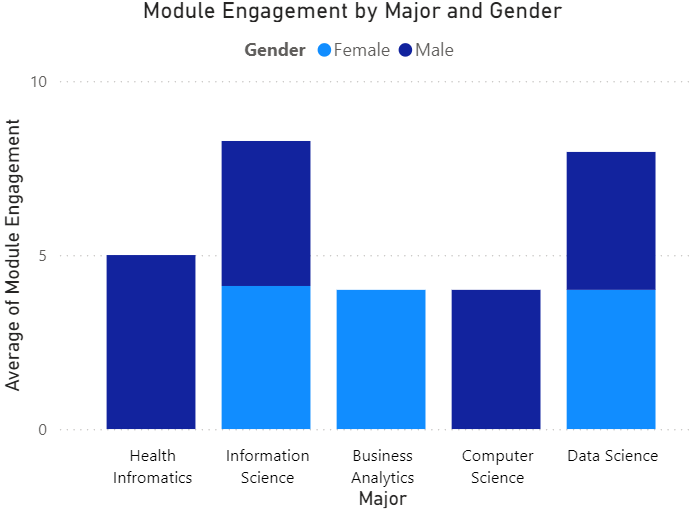 Module Engagement by Major and Gender
Gender Female Male
Average of Module Engagement
10
5
0
Health Infromatics
Information Science
Business Analytics
Computer Science
Data Science
Major